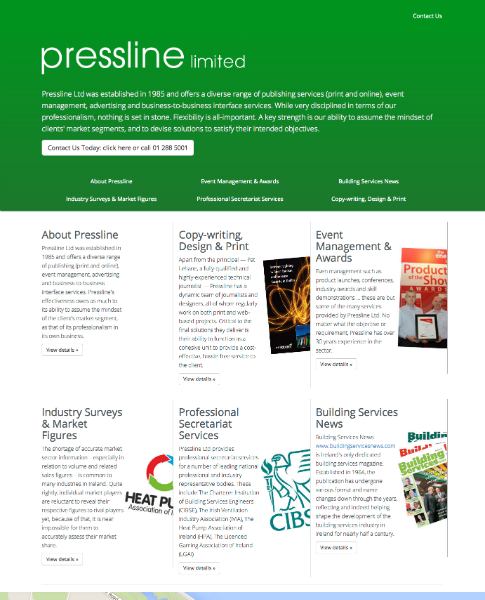 Contact Us
pressline limited
Pressline Ltd was established in 1985 and offers a diverse range of publishing services (print and online), event
management, advertising and business-to-business interface services. While very disciplined in terms of our
professionalism, nothing is set in stone. Flexibility is all-important. A key strength is our ability to assume the mindset of
clients' market segments, and to devise solutions to satisfy their intended objectives.
Contact Us Today: click here or call 01 288 5001
About Pressline
Event Management & Awards
Building Services News
Industry Surveys & Market Figures
Professional Secretariat Services
Copy-writing, Design & Print
About Pressline
Pressline Ltd was established in
1985 and offers a diverse range
of publishing (print and online),
event management, advertising
and business-to-business
interface services. Pressline's
effectiveness owes as much to
its ability to assume the mindset
of the client's market segment,
as that of its professionalism in
its own business.
View details »
Copy-writing,
Design & Print
Apart from the principal — Pat
Lehane, a fully-qualified and
highly-experienced technical
journalist — Pressline has a
dynamic team of journalists and
designers, all of whom regularly
work on both print and web-
based projects. Critical to the
final solutions they deliver is
their ability to function as a
cohesive unit to provide a cost-
effective, hassle free service to
the client.
View details »
Event
Management &
Awards
Even management such as
product launches, conferences,
industry awards and skill
demonstrations ... these are but
some of the many services
provided by Pressline Ltd. No
matter what the objective or
requirement, Pressline has over
30 years experience in the
sector.
View details »
Product
of the
Show
AWARDS
Industry Surveys
& Market
Figures
The shortage of accurate market
sector information - especially in
relation to volume and related
sales figures - is common to
many industries in Ireland. Quite
rightly, individual market players
are reluctant to reveal their
respective figures to rival players
yet, because of that, it is near
impossible for them to
accurately assess their market
share.
View details »
HEAT PU
Association of
Professional
Secretariat
Services
Pressline Ltd provides
professional secretariat services
for a number of leading national
professional and industry
representative bodies. These
include The Chartered Institution
of Building Services Engineers
(CIBSE), The Irish Ventilation
Industry Association (IVIA), The
Heat Pump Association of
Ireland (HPA), The Licenced
Gaming Association of Ireland
(LGAI)
View details »
CIBS
Building Services
News
Building Services News
www.buildingservicesnews.com
is Ireland's only dedicated
building services magazine.
Established in 1964, the
publication has undergone
various format and name
changes down through the years,
reflecting and indeed helping
shape the development of the
building services industry in
Ireland for nearly half a century.
View details »
Buildin
Building
Services
Building